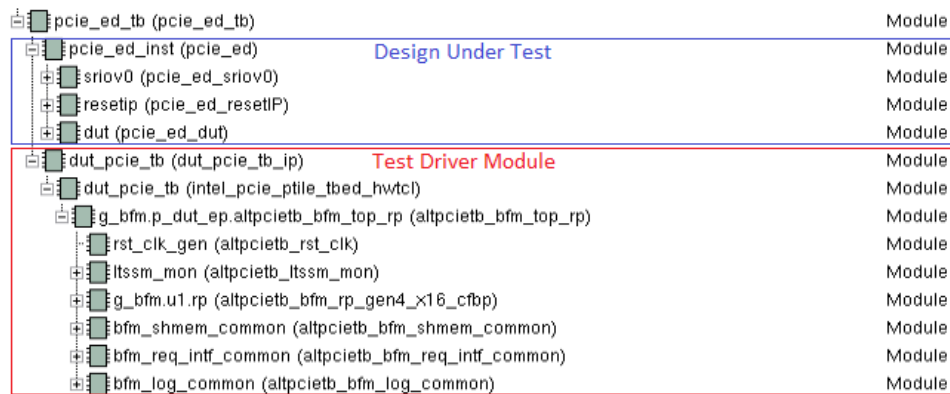 pcie_ed_tb (pcie_ed_tb) Module
pcie_ed_inst (pcie_ed) Design Under Test Module
sriov0 (pcie_ed_sriov0) Module
resetip (pcie_ed_resetIP) Module
dut (pcie_ed_dut) Module
dut_pcie_tb (dut_pcie_tb_ip) Test Driver Module Module
dut_pcie_tb (intel_pcie_ptile_tbed_hwtcl) Module
g_bfm.p_dut_ep.altpcietb_bfm_top_rp (altpcietb_bfm_top_rp) Module
rst_clk_gen (altpcietb_rst_clk) Module
ltssm_mon (altpcietb_ltssm_mon) Module
g_bfm.u1.rp (altpcietb_bfm_rp_gen4_x16_cfbp) Module
bfm_shmem_common (altpcietb_bfm_shmem_common) Module
bfm_req_intf_common (altpcietb_bfm_req_intf_common) Module
bfm_log_common (altpcietb_bfm_log_common) Module